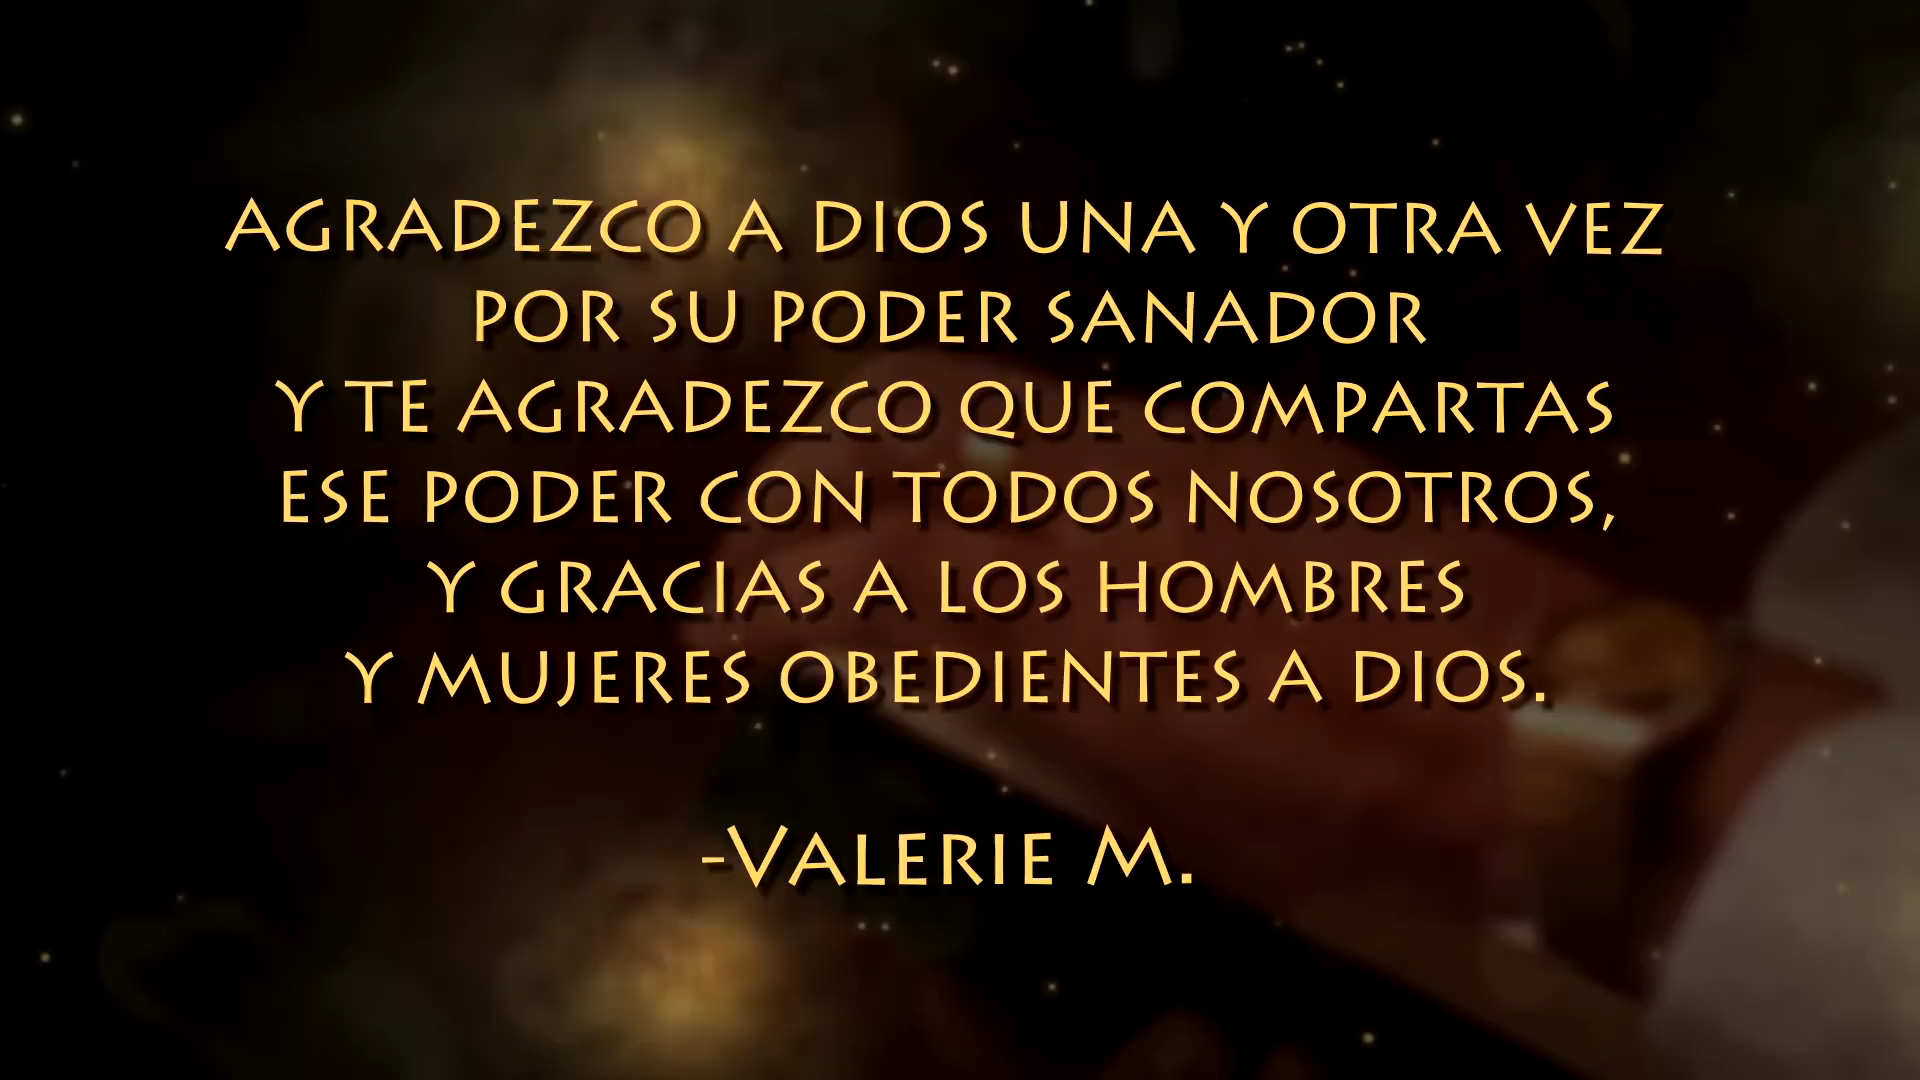 AGRADEZCO A DIOS UNA Y OTRA VEZ
POR SU PODER SANADOR
Y TE AGRADEZCO QUE COMPARTAS
ESE PODER CON TODOS NOSOTROS,
Y GRACIAS A LOS HOMBRES
Y MUJERES OBEDIENTES A DIOS.
-VALERIE M.